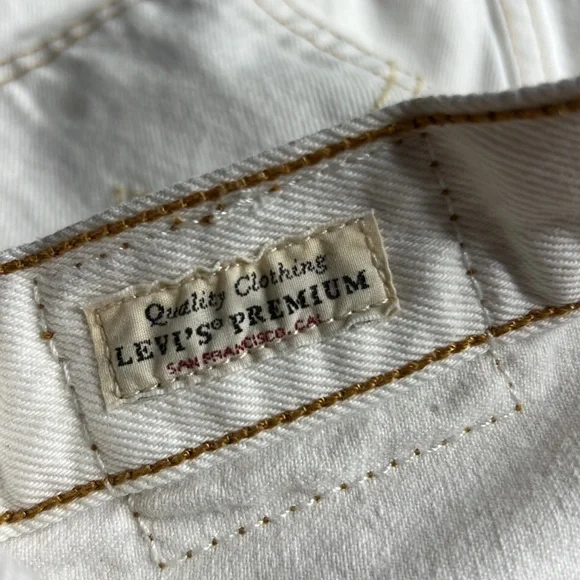 Quality Clothing
LEVI'S® PREMIUM
SAN FRANCISCO, CAL